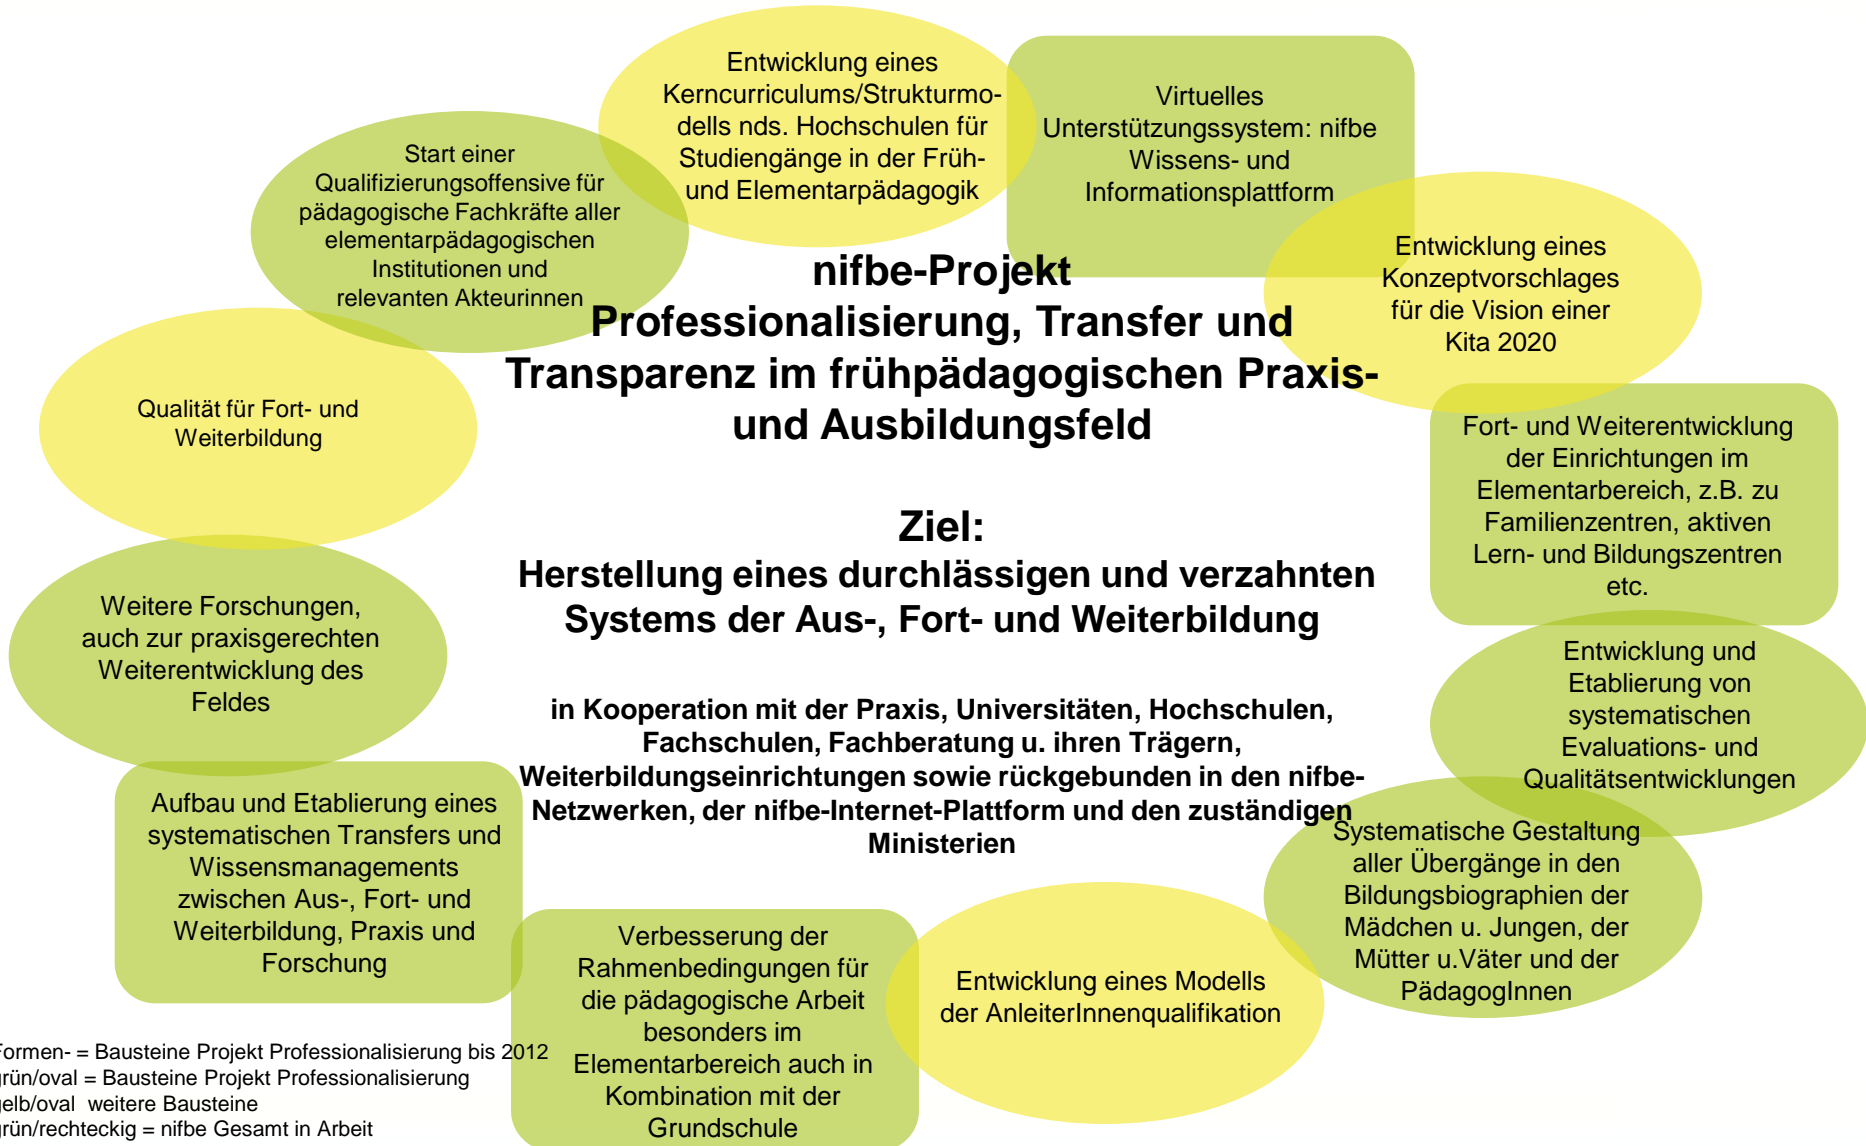 Entwicklung eines
Kerncurriculums/Strukturmo-
dells nds. Hochschulen für
Studiengänge in der Früh-
und Elementarpädagogik
Virtuelles
Unterstützungssystem: nifbe
Wissens- und
Informationsplattform
Start einer
Qualifizierungsoffensive für
pädagogische Fachkräfte aller
elementarpädagogischen
Institutionen und
relevanten Akteurinnen
Entwicklung eines
Konzeptvorschlages
für die Vision einer
Kita 2020
nifbe-Projekt
Professionalisierung, Transfer und
Transparenz im frühpädagogischen Praxis-
und Ausbildungsfeld
Qualität für Fort- und
Weiterbildung
Fort- und Weiterentwicklung
der Einrichtungen im
Elementarbereich, z.B. zu
Familienzentren, aktiven
Lern- und Bildungszentren
etc.
Ziel:
Herstellung eines durchlässigen und verzahnten
Systems der Aus-, Fort- und Weiterbildung
Weitere Forschungen,
auch zur praxisgerechten
Weiterentwicklung des
Feldes
Entwicklung und
Etablierung von
systematischen
Evaluations- und
Qualitätsentwicklungen
in Kooperation mit der Praxis, Universitäten, Hochschulen,
Fachschulen, Fachberatung u. ihren Trägern,
Weiterbildungseinrichtungen sowie rückgebunden in den nifbe-
Netzwerken, der nifbe-Internet-Plattform und den zuständigen
Ministerien
Aufbau und Etablierung eines
systematischen Transfers und
Wissensmanagements
zwischen Aus-, Fort- und
Weiterbildung, Praxis und
Forschung
Systematische Gestaltung
aller Übergänge in den
Bildungsbiographien der
Mädchen u. Jungen, der
Mütter u.Väter und der
PädagogInnen
Verbesserung der
Rahmenbedingungen für
die pädagogische Arbeit
besonders im
Elementarbereich auch in
Kombination mit der
Grundschule
Entwicklung eines Modells
der AnleiterInnenqualifikation
Formen- = Bausteine Projekt Professionalisierung bis 2012
grün/oval = Bausteine Projekt Professionalisierung
gelb/oval weitere Bausteine
grün/rechteckig = nifbe Gesamt in Arbeit